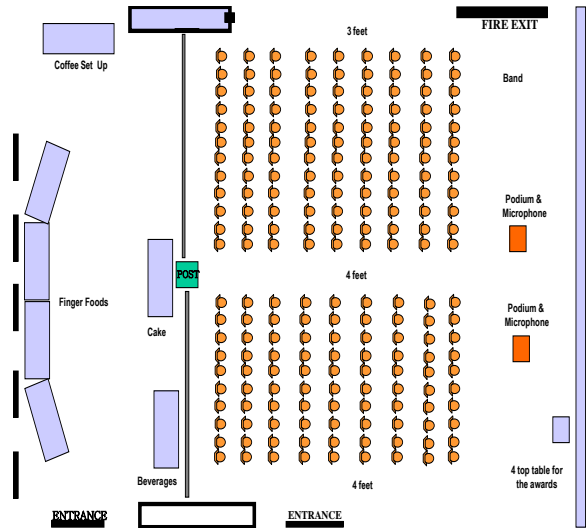 3 feet
FIRE EXIT
Coffee Set Up
Band
Podium &
Microphone
POST
4 feet
Finger Foods
Podium &
Microphone
Cake
4 top table for
the awards
Beverages
4 feet
ENTRANCE
ENTRANCE